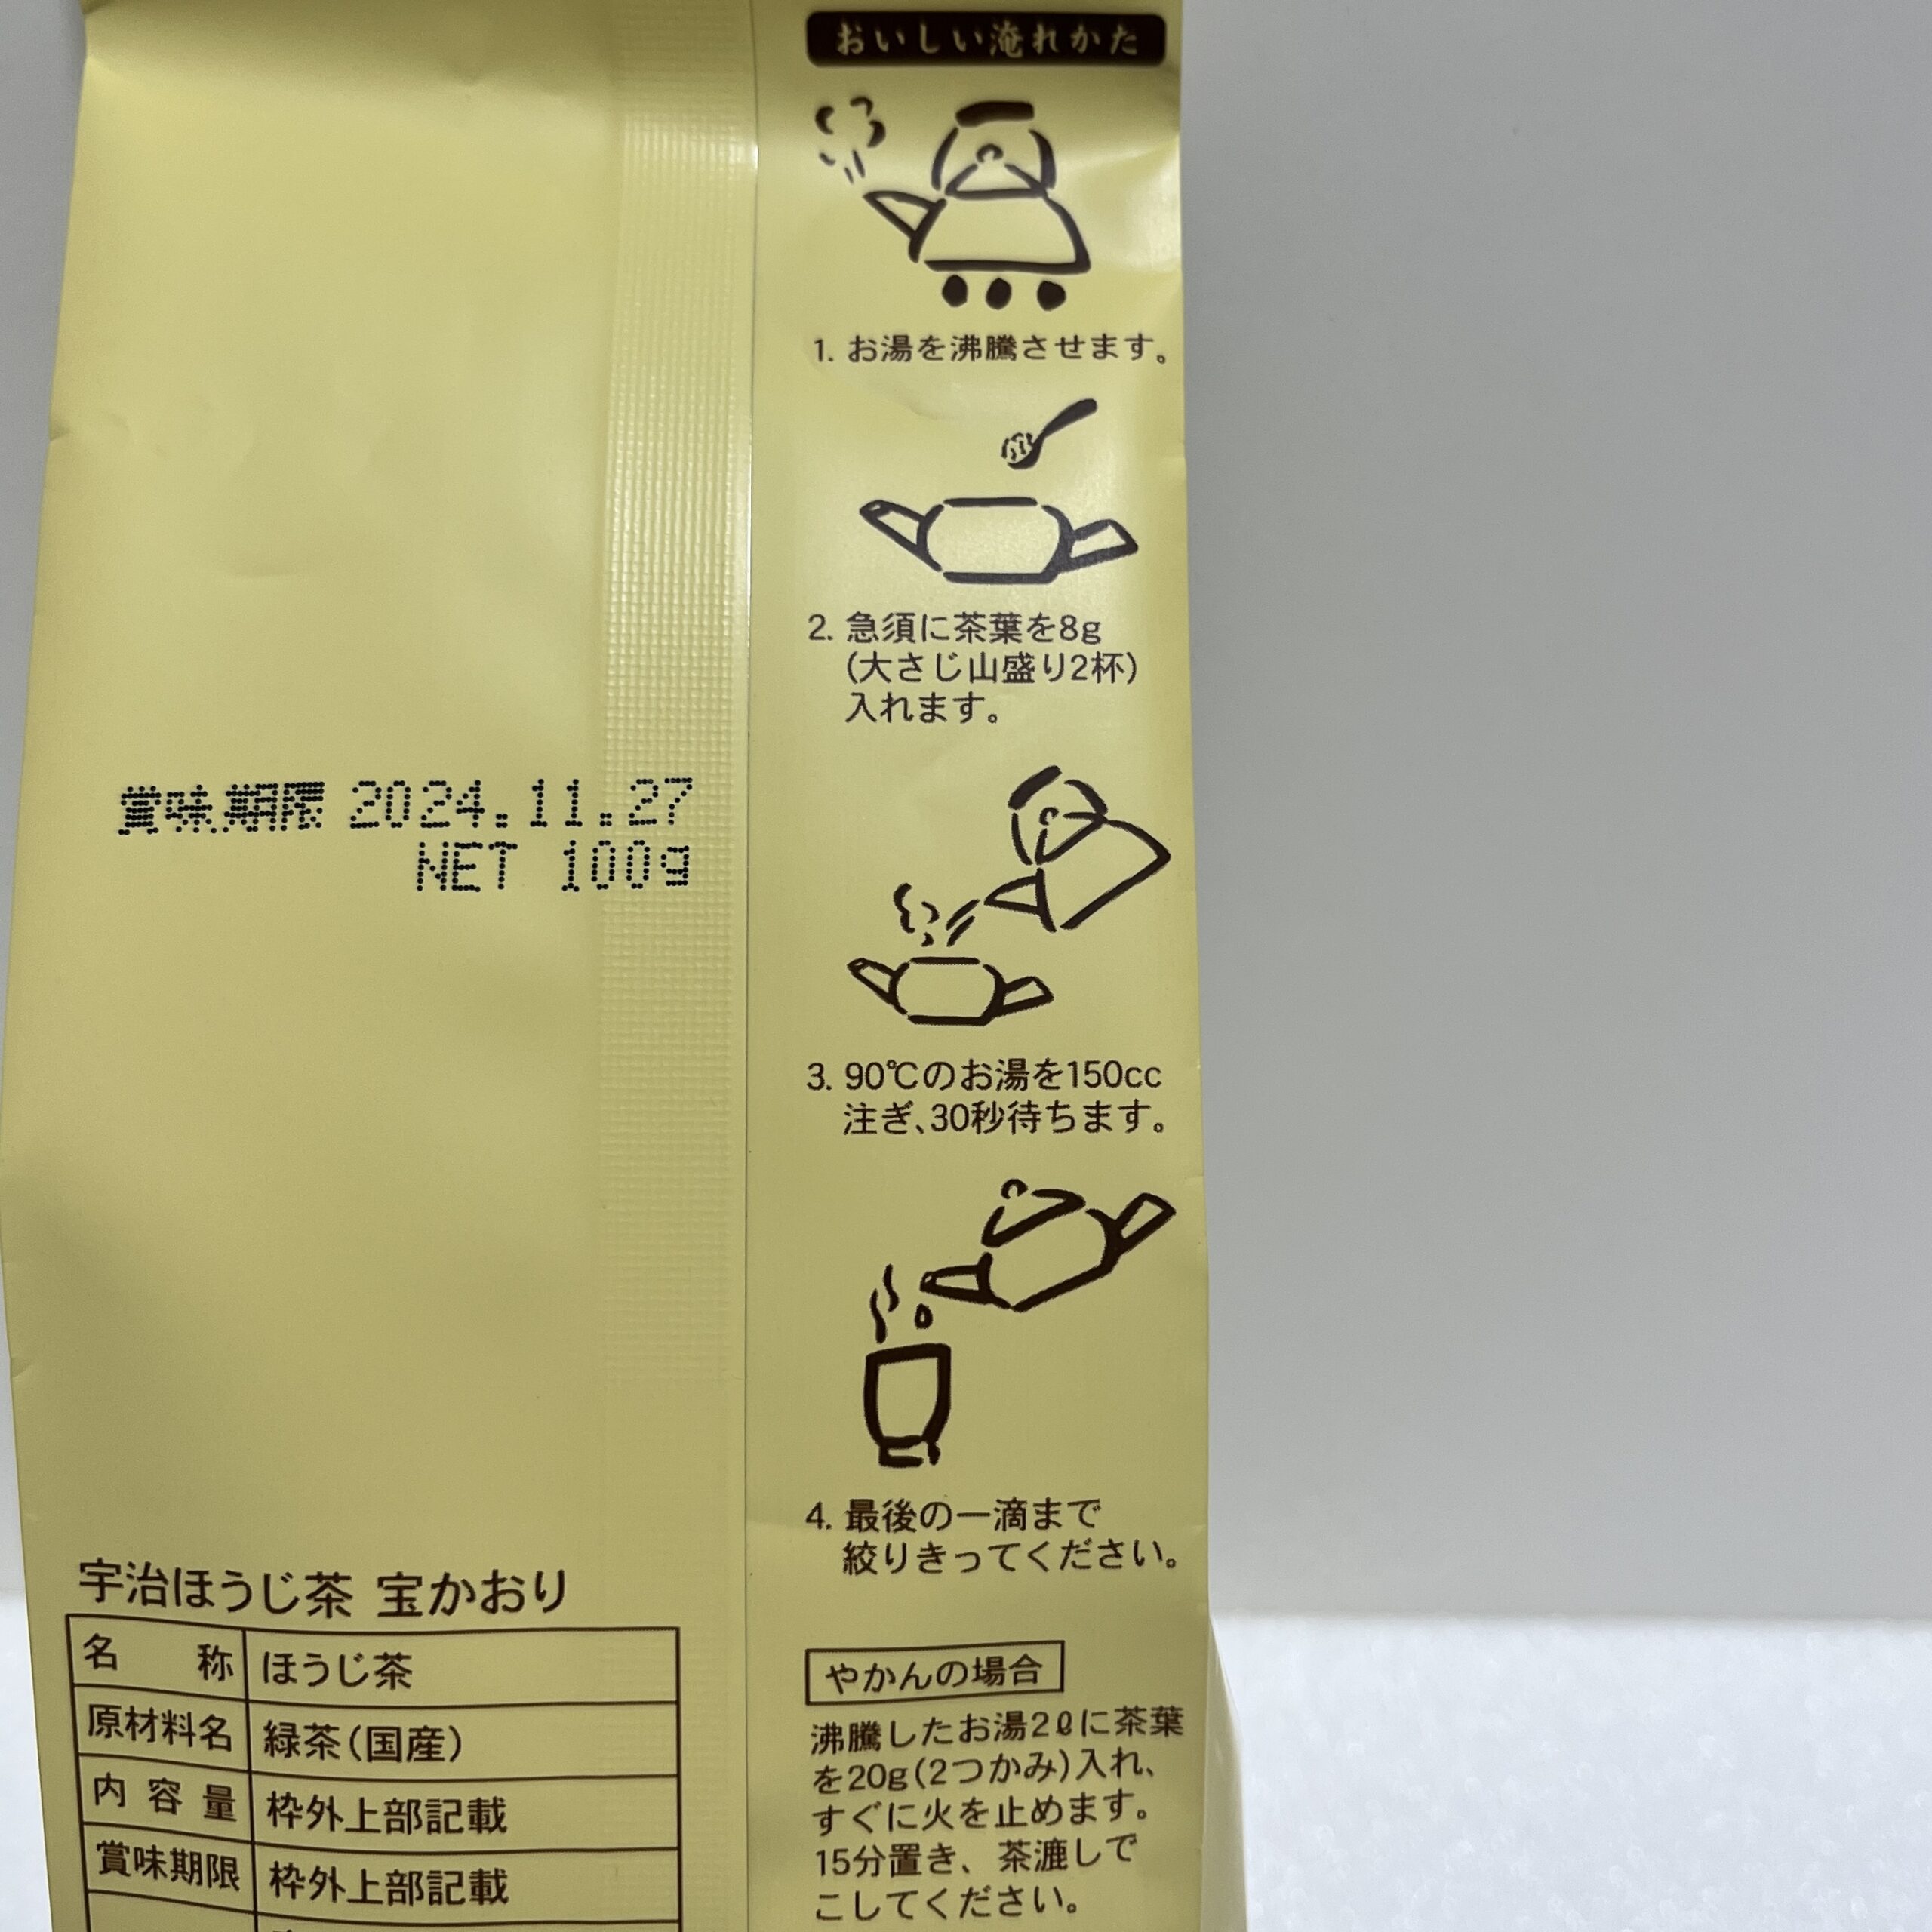 おいしい淹れかた
1. お湯を沸騰させます。
2. 急須に茶葉を8g
(大さじ山盛り2杯)
入れます。
3. 90℃のお湯を150cc
注ぎ、30秒待ちます。
4. 最後の一滴まで
絞りきってください。
やかんの場合
沸騰したお湯2ℓに茶葉
を20g(2つかみ)入れ、
すぐに火を止めます。
15分置き、茶漉しで
こしてください。
賞味期限 2024.11.27
NET 100g
宇治ほうじ茶 宝かおり
名称 ほうじ茶
原材料名 緑茶(国産)
内容量 枠外上部記載
賞味期限 枠外上部記載